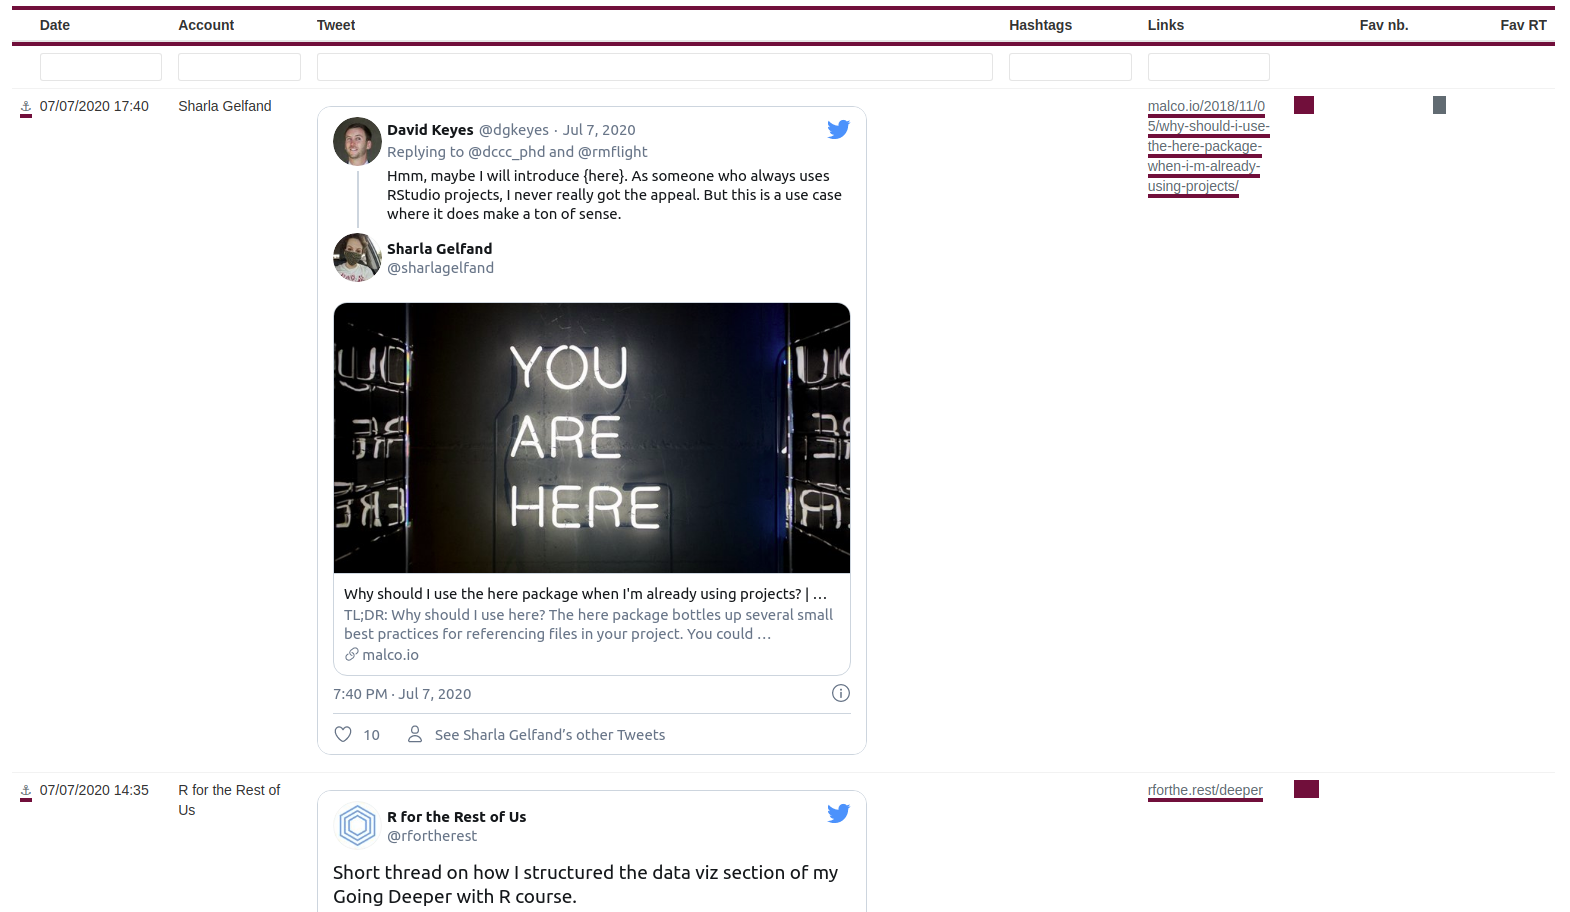 Date Account Tweet Hashtags Links Fav nb. Fav RT
07/07/2020 17:40 Sharla Gelfand
David Keyes @dgkeyes · Jul 7, 2020
Replying to @dccc_phd and @rmflight
Hmm, maybe I will introduce {here}. As someone who always uses
RStudio projects, I never really got the appeal. But this is a use case
where it does make a ton of sense.
Sharla Gelfand
@sharlagelfand
YOU
ARE
HERE
Why should I use the here package when I'm already using projects? | …
TL;DR: Why should I use here? The here package bottles up several small
best practices for referencing files in your project. You could …
malco.io
7:40 PM · Jul 7, 2020
10 See Sharla Gelfand’s other Tweets
malco.io/2018/11/0
5/why-should-i-use-
the-here-package-
when-i-m-already-
using-projects/
07/07/2020 14:35 R for the Rest of
Us
R for the Rest of Us
@rfortherest
Short thread on how I structured the data viz section of my
Going Deeper with R course.
rforthe.rest/deeper